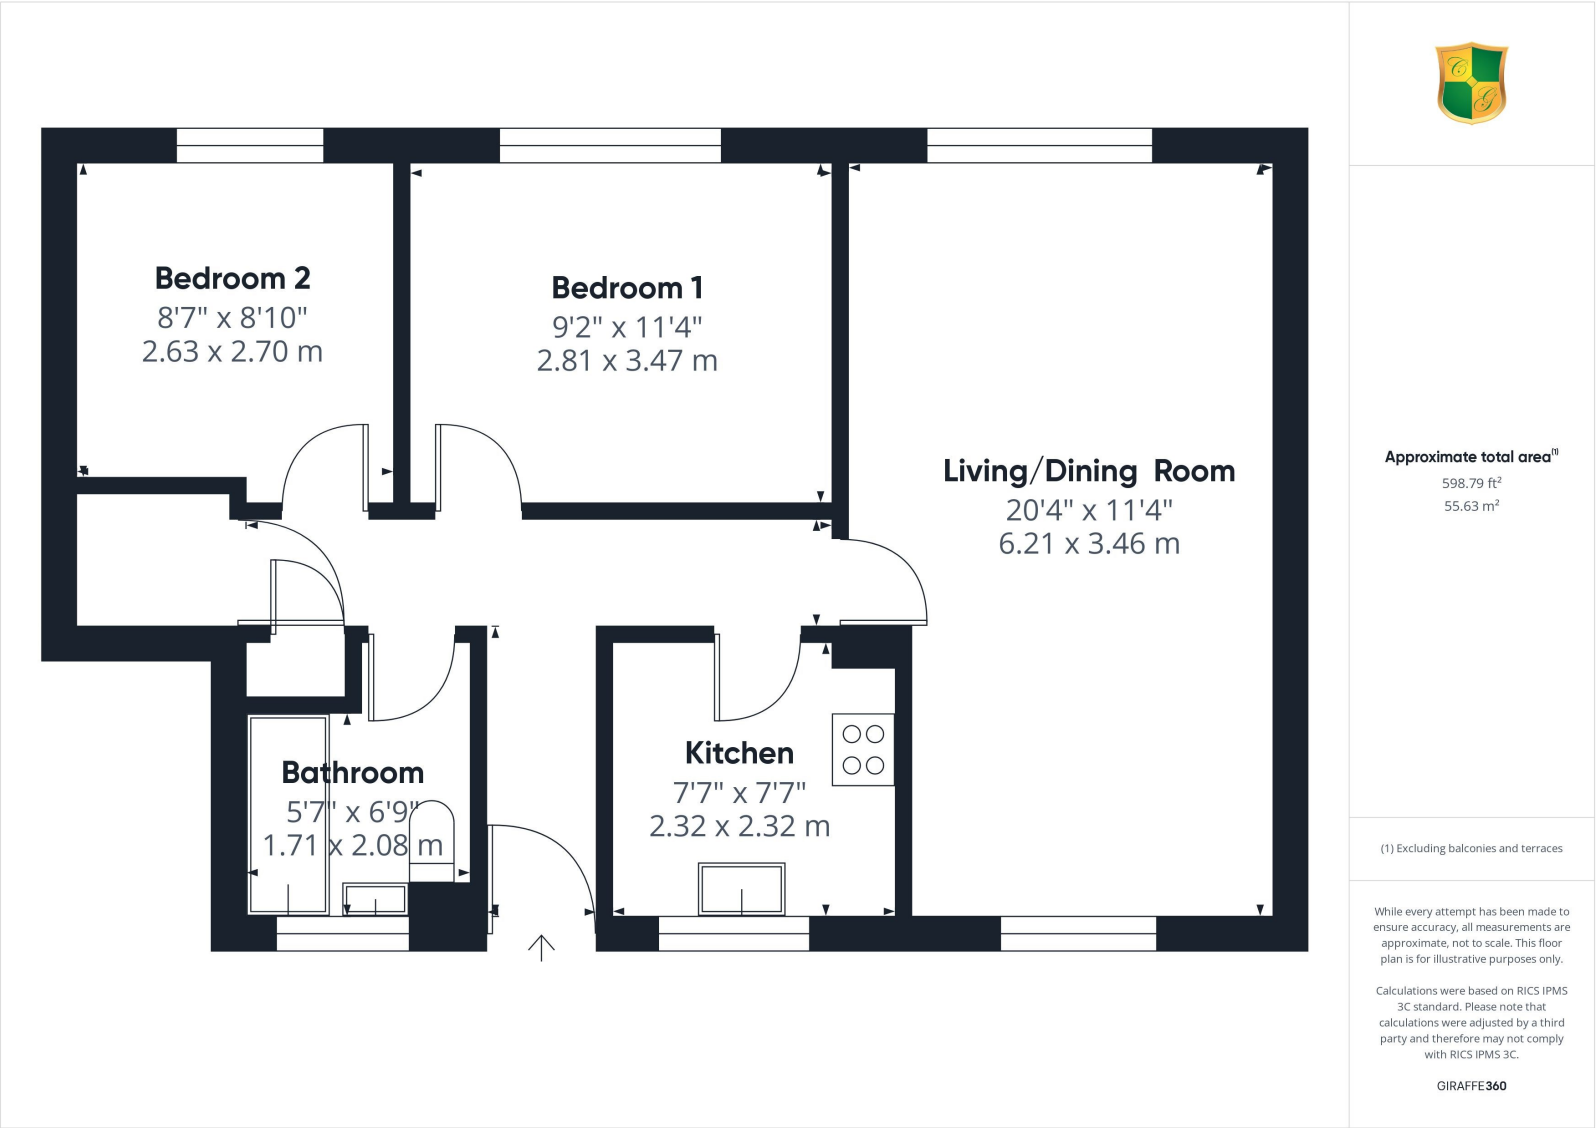 Bedroom 2
8'7" x 8'10"
2.63 x 2.70 m
Bedroom 1
9'2" x 11'4"
2.81 x 3.47 m
Living/Dining Room
20'4" x 11'4"
6.21 x 3.46 m
Bathroom
5'7" x 6'9"
1.71 x 2.08 m
Kitchen
7'7" x 7'7"
2.32 x 2.32 m
C
G
Approximate total area(1)
598.79 ft²
55.63 m²
(1) Excluding balconies and terraces
While every attempt has been made to
ensure accuracy, all measurements are
approximate, not to scale. This floor
plan is for illustrative purposes only.
Calculations were based on RICS IPMS
3C standard. Please note that
calculations were adjusted by a third
party and therefore may not comply
with RICS IPMS 3C.
GIRAFFE360